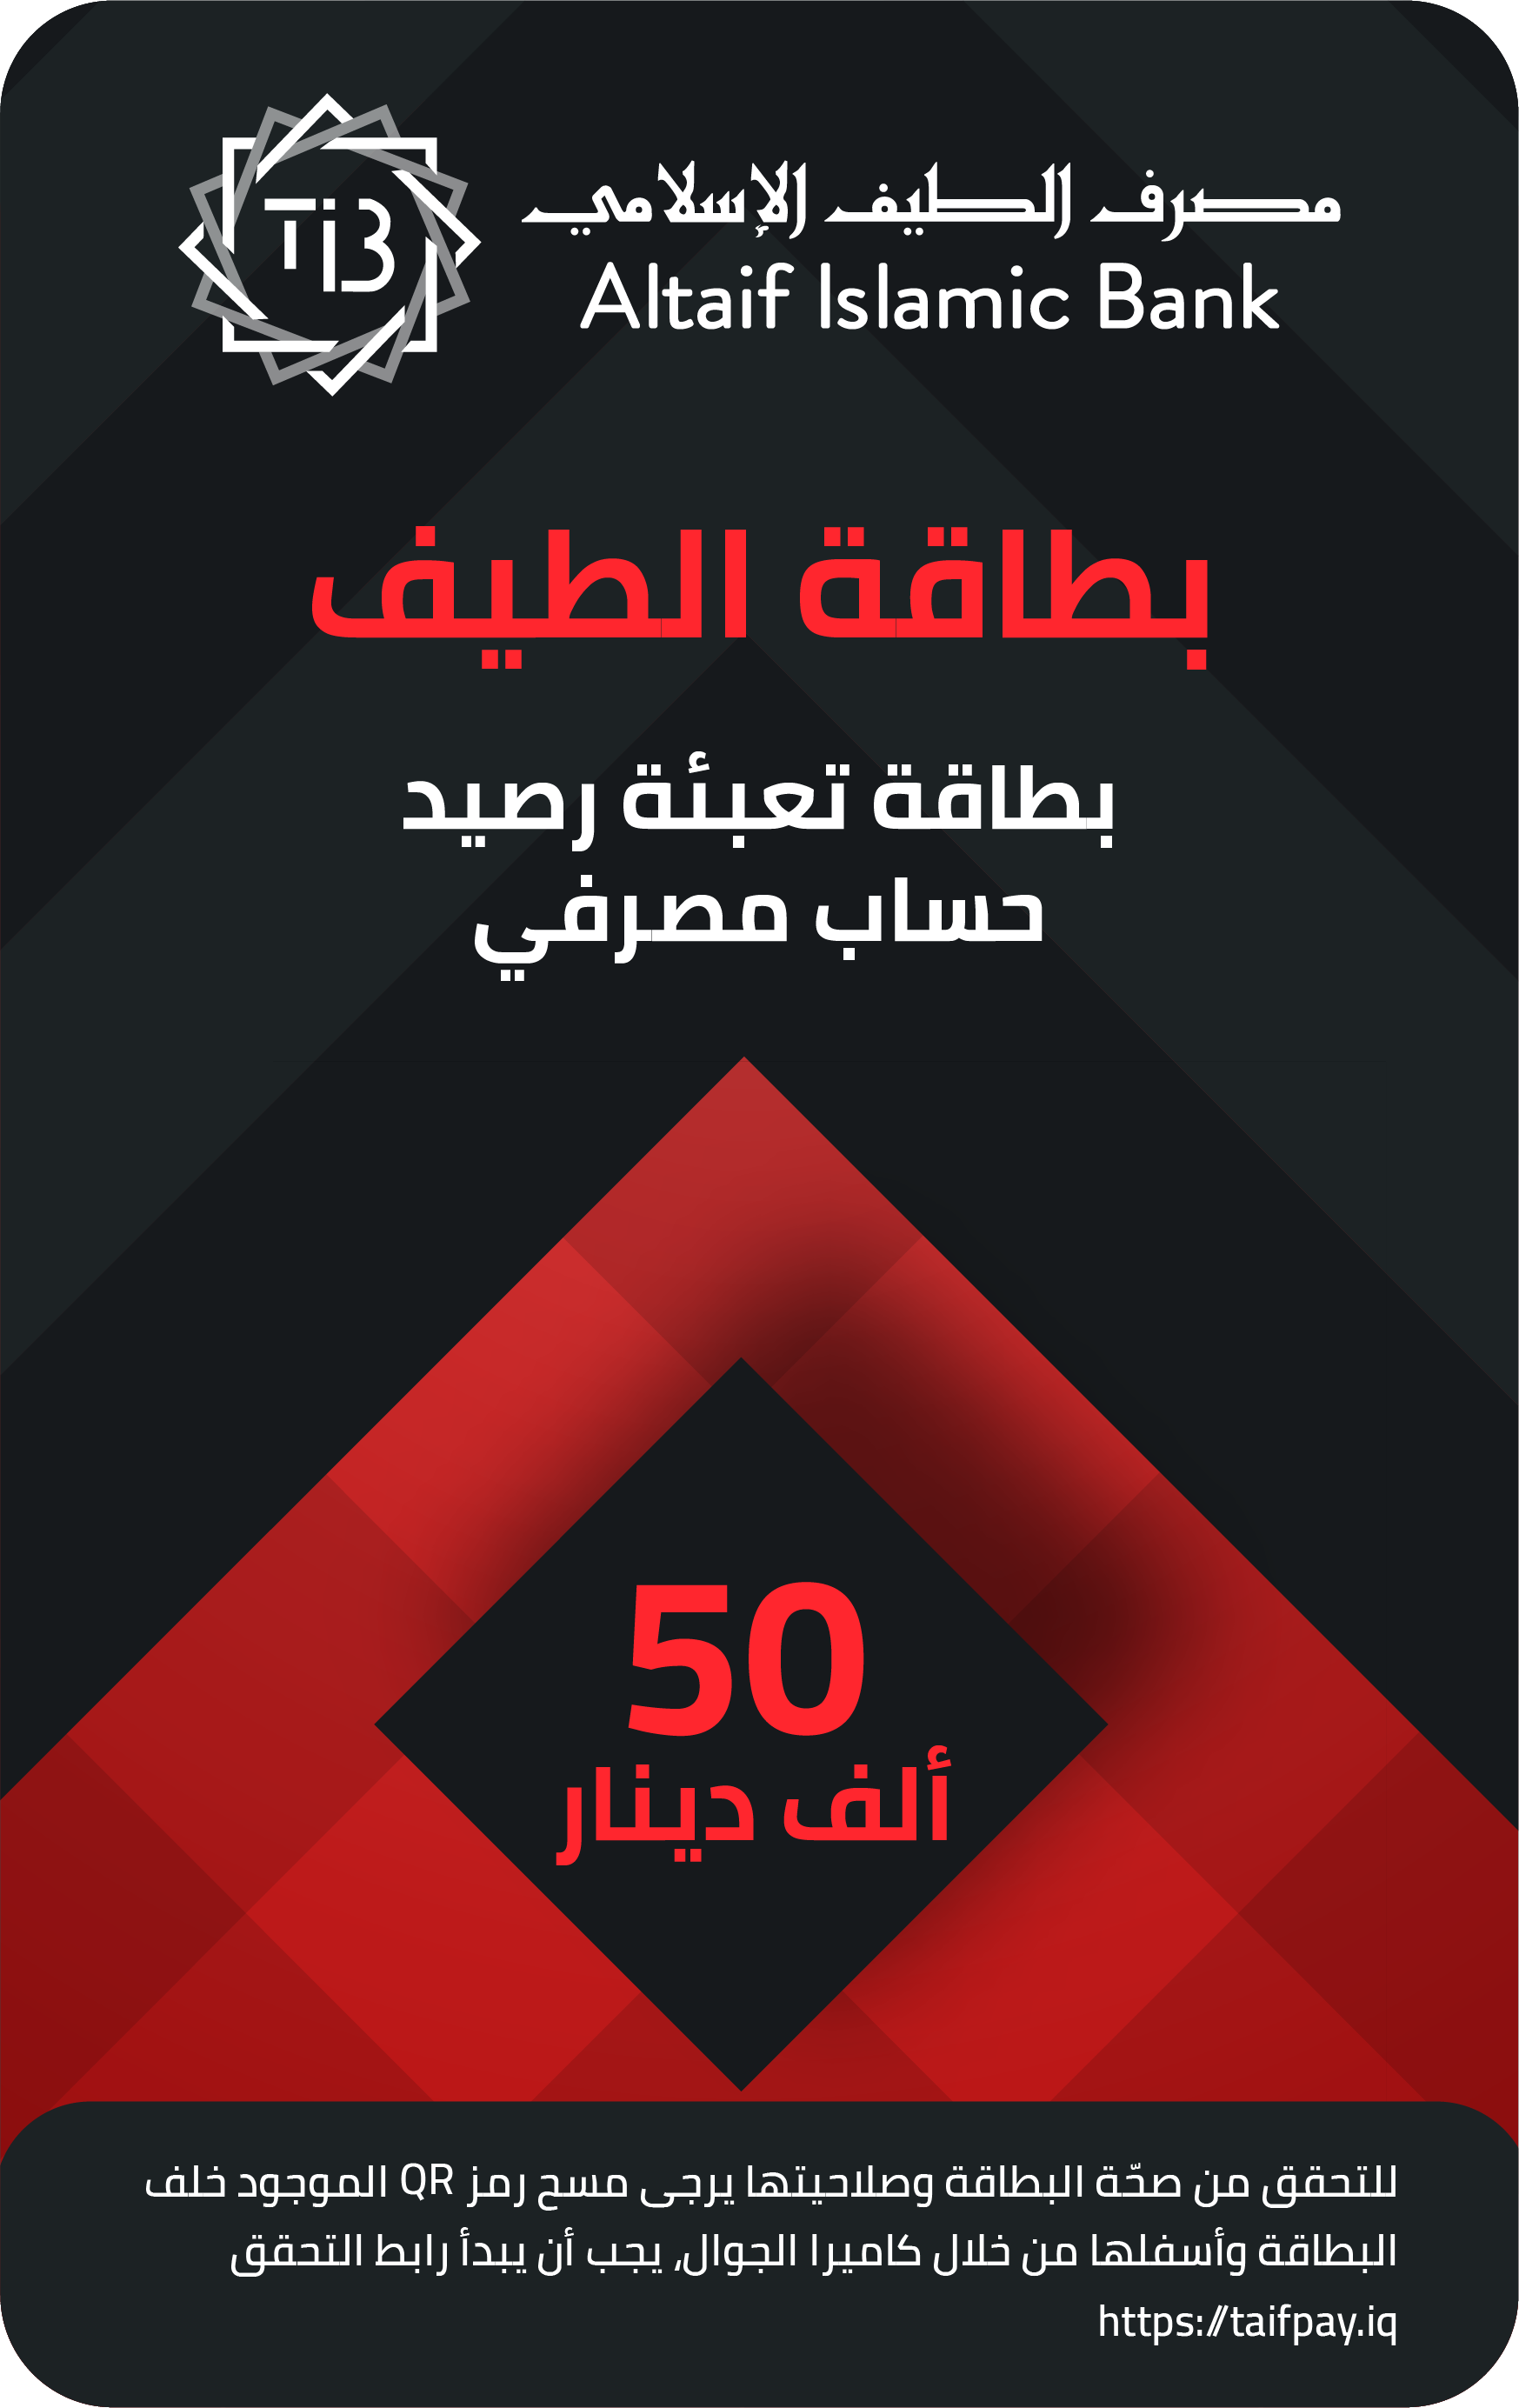 TIB
مصرف الطيف الإسلامي
Altaif Islamic Bank
بطاقة الطيف
بطاقة تعبئة رصيد
حساب مصرفي
50
ألف دينار
للتحقق من صحّة البطاقة وصلاحيتها يرجى مسح رمز QR الموجود خلف
البطاقة وأسفلها من خلال كاميرا الجوال، يجب أن يبدأ رابط التحقق
https://taifpay.iq